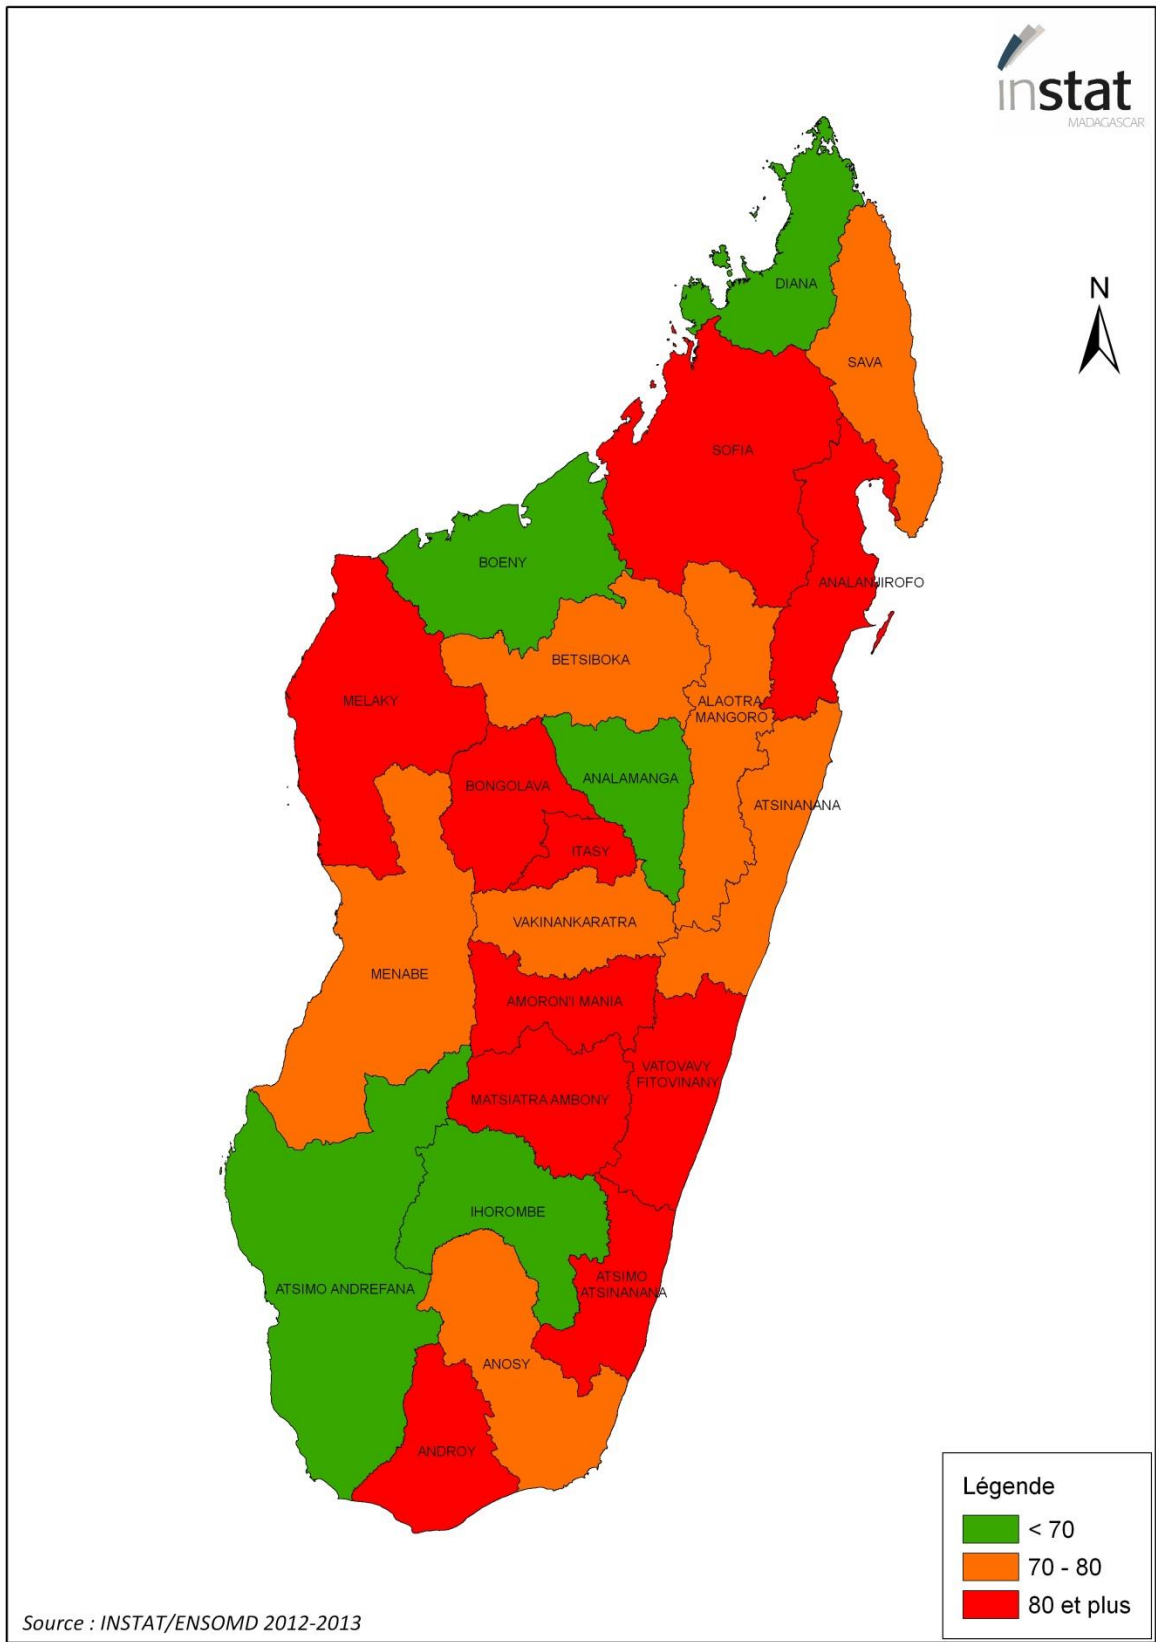 instat
MADAGASCAR
N
DIANA
SAVA
SOFIA
BOENY
ANALANJIROFO
BETSIBOKA
MELAKY
ALAOTRA
MANGORO
BONGOLAVA
ANALAMANGA
ATSINANANA
ITASY
VAKINANKARATRA
MENABE
AMORON'I MANIA
VATOVAVY
FITOVINANY
MATSIATRA AMBONY
IHOROMBE
ATSIMO
ATSINANANA
ATSIMO ANDREFANA
ANOSY
ANDROY
Légende
< 70
70 - 80
80 et plus
Source : INSTAT/ENSOMD 2012-2013